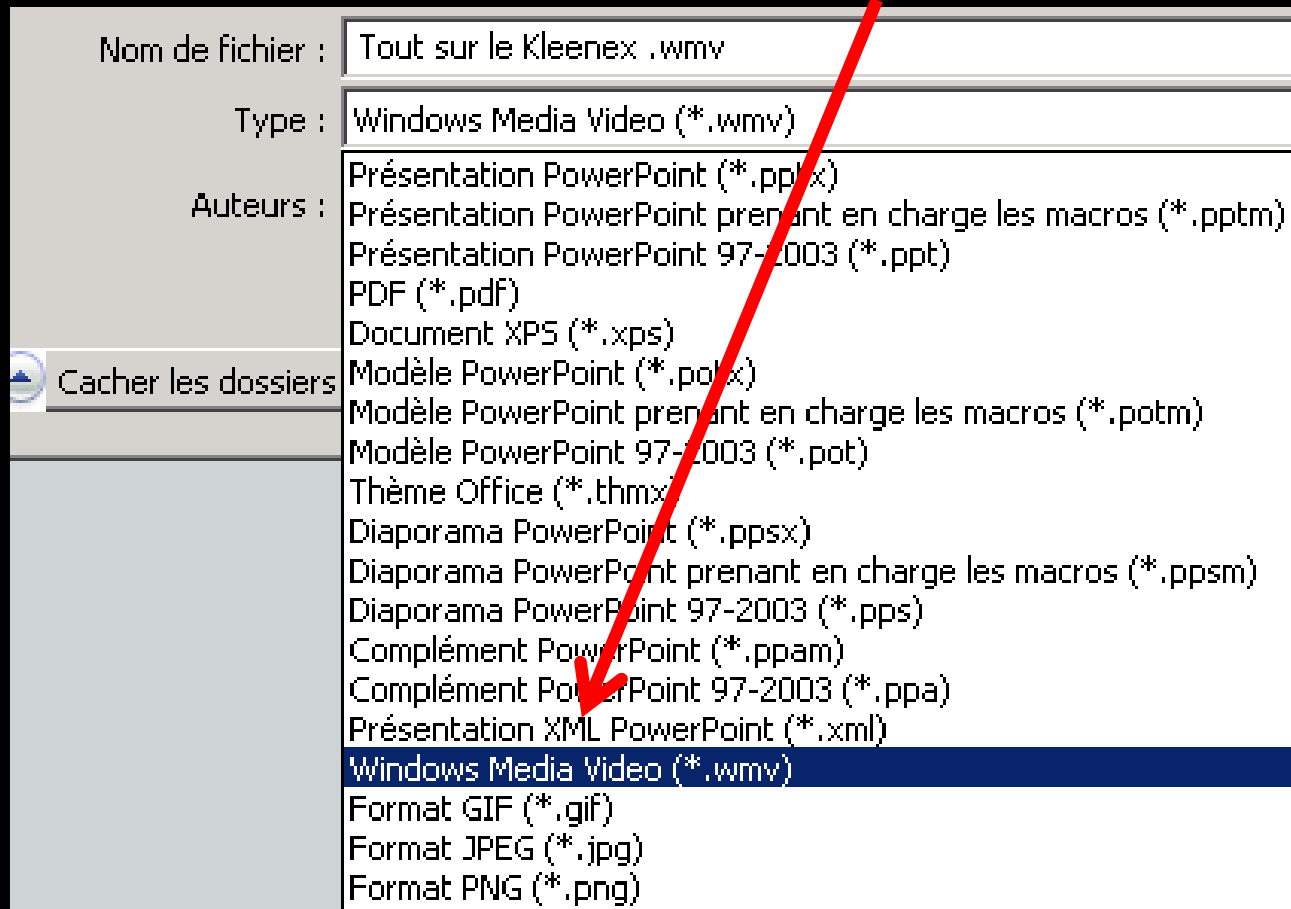 Nom de fichier : Tout sur le Kleenex .wmv
Type : Windows Media Video (*.wmv)
Auteurs :
Présentation PowerPoint (*.pptx)
Présentation PowerPoint prenant en charge les macros (*.pptm)
Présentation PowerPoint 97-2003 (*.ppt)
PDF (*.pdf)
Document XPS (*.xps)
Cacher les dossiers
Modèle PowerPoint (*.potx)
Modèle PowerPoint prenant en charge les macros (*.potm)
Modèle PowerPoint 97-2003 (*.pot)
Thème Office (*.thmx)
Diaporama PowerPoint (*.ppsx)
Diaporama PowerPoint prenant en charge les macros (*.ppsm)
Diaporama PowerPoint 97-2003 (*.pps)
Complément PowerPoint (*.ppam)
Complément PowerPoint 97-2003 (*.ppa)
Présentation XML PowerPoint (*.xml)
Windows Media Video (*.wmv)
Format GIF (*.gif)
Format JPEG (*.jpg)
Format PNG (*.png)